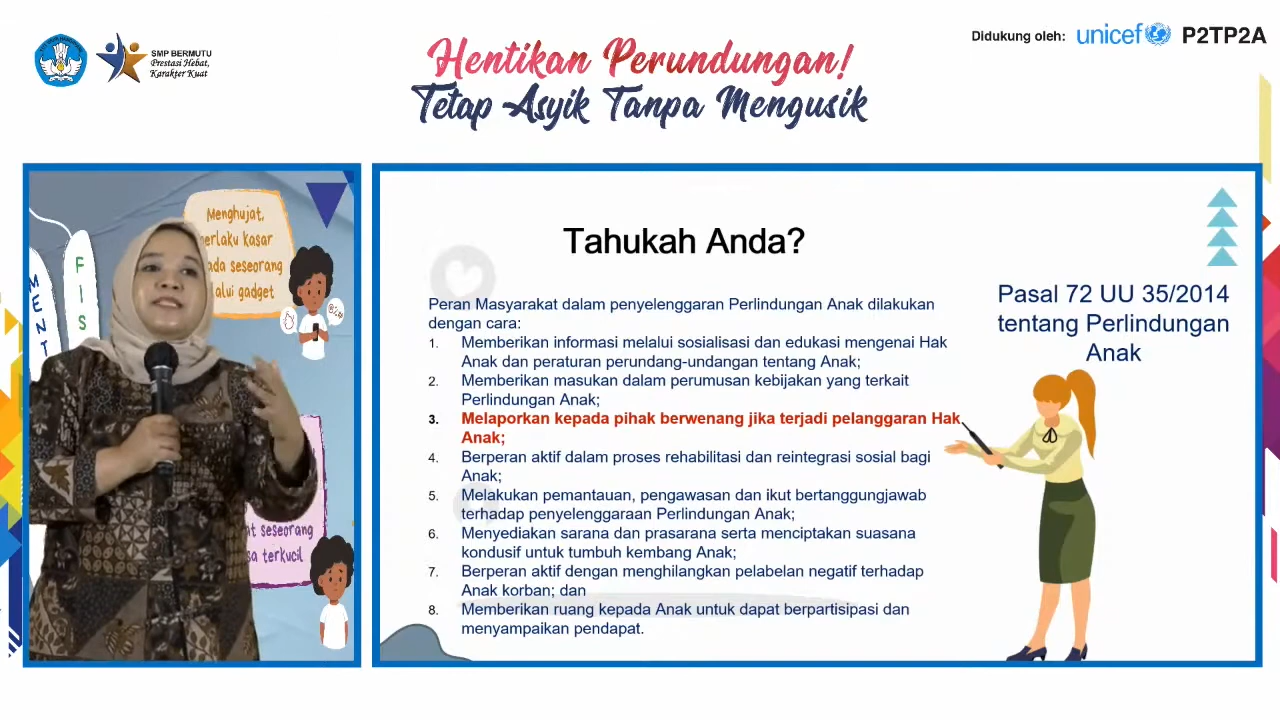 SMP BERMUTU
Prestasi Hebat,
Karakter Kuat
Hentikan Perundungan!
Tetap Asyik Tanpa Mengusik
Didukung oleh: unicef P2TP2A
Menghujat,
erlaku kasar
ada seseorang
lalui gadget
MENT
FIS
t seseorang
sa terkucil
Tahukah Anda?
Peran Masyarakat dalam penyelenggaran Perlindungan Anak dilakukan
dengan cara:
1. Memberikan informasi melalui sosialisasi dan edukasi mengenai Hak
Anak dan peraturan perundang-undangan tentang Anak;
2. Memberikan masukan dalam perumusan kebijakan yang terkait
Perlindungan Anak;
3. Melaporkan kepada pihak berwenang jika terjadi pelanggaran Hak
Anak;
4. Berperan aktif dalam proses rehabilitasi dan reintegrasi sosial bagi
Anak;
5. Melakukan pemantauan, pengawasan dan ikut bertanggungjawab
terhadap penyelenggaraan Perlindungan Anak;
6. Menyediakan sarana dan prasarana serta menciptakan suasana
kondusif untuk tumbuh kembang Anak;
7. Berperan aktif dengan menghilangkan pelabelan negatif terhadap
Anak korban; dan
8. Memberikan ruang kepada Anak untuk dapat berpartisipasi dan
menyampaikan pendapat.
Pasal 72 UU 35/2014
tentang Perlindungan
Anak